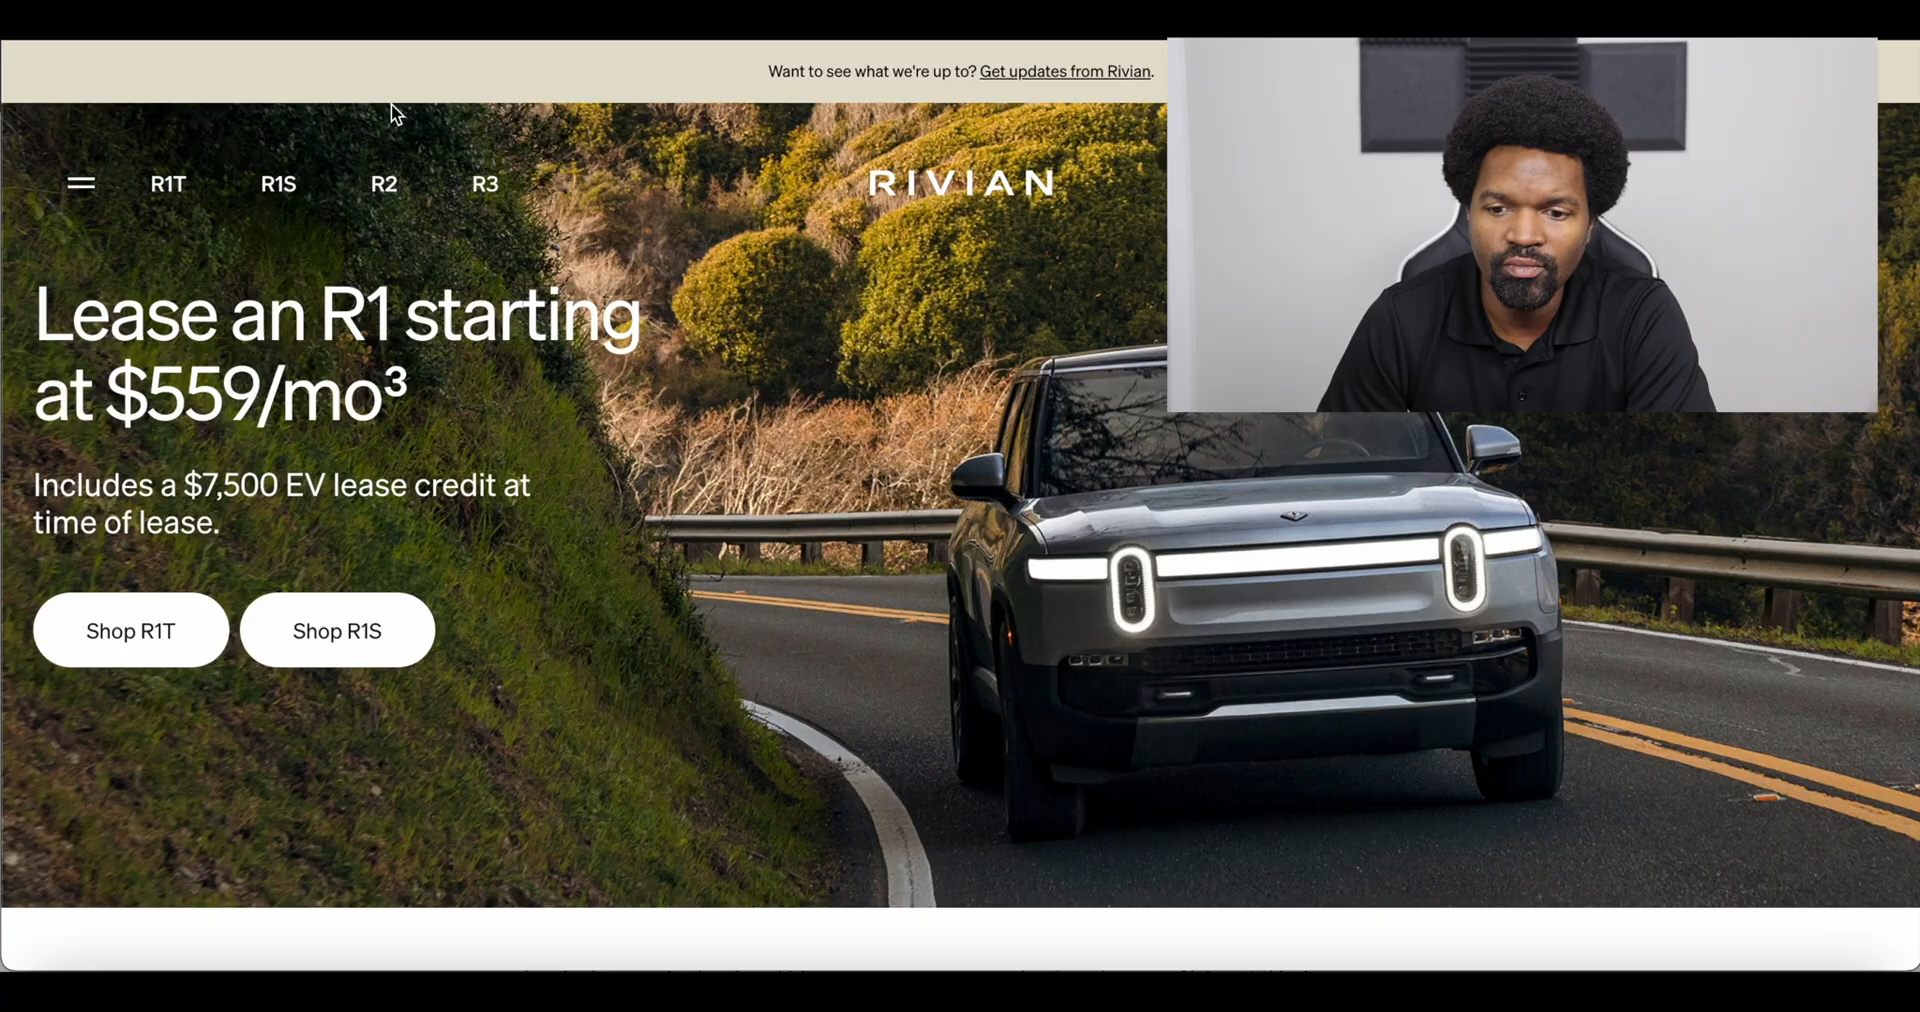 Want to see what we're up to? Get updates from Rivian.
R1T R1S R2 R3
RIVIAN
Lease an R1 starting
at $559/mo³
Includes a $7,500 EV lease credit at
time of lease.
Shop R1T
Shop R1S